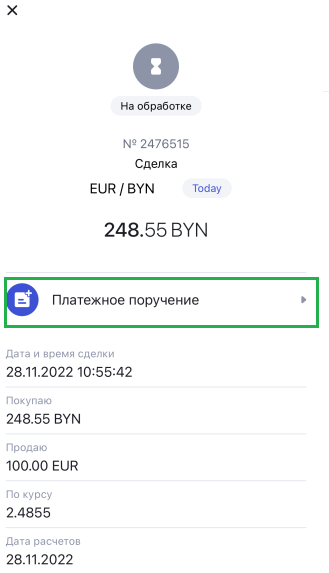 На обработке
№ 2476515
Сделка
EUR / BYN Today
248.55 BYN
Платежное поручение
Дата и время сделки
28.11.2022 10:55:42
Покупаю
248.55 BYN
Продаю
100.00 EUR
По курсу
2.4855
Дата расчетов
28.11.2022